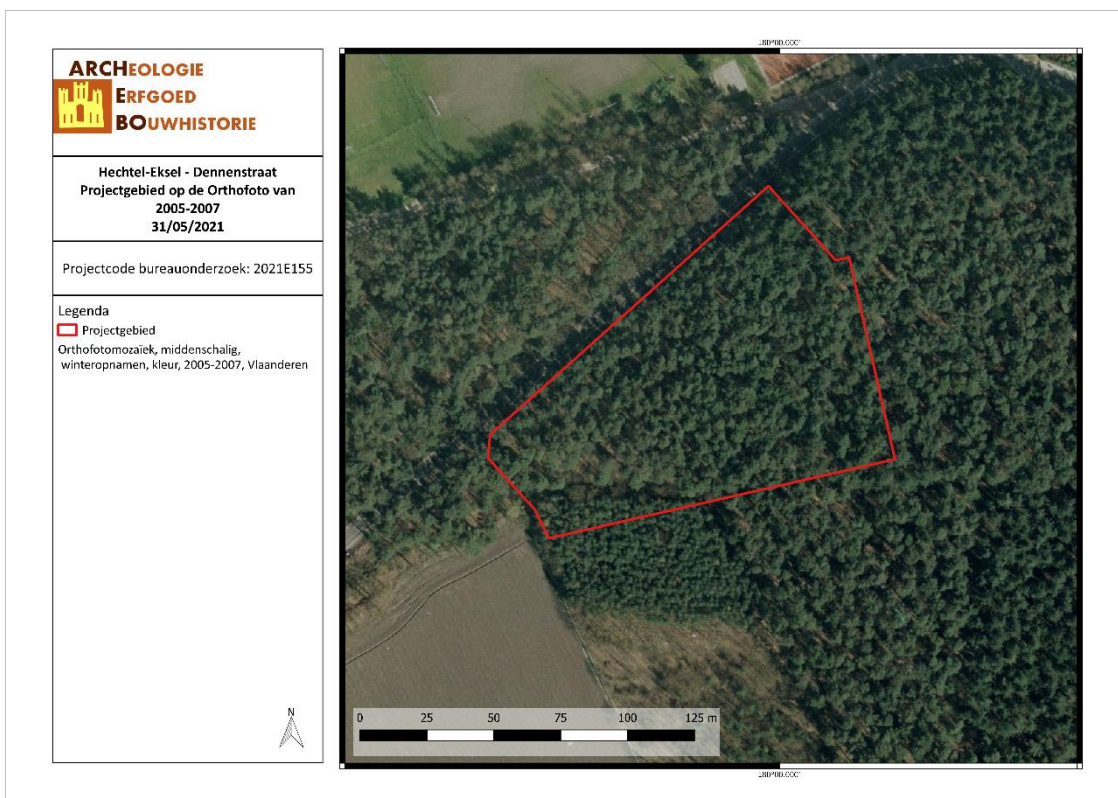 ARCHEOLOGIE
ERFGOED
BOUWHISTORIE
Hechtel-Eksel - Dennenstraat
Projectgebied op de Orthofoto van
2005-2007
31/05/2021
Projectcode bureauonderzoek: 2021E155
Legenda
Projectgebied
Orthofotomozaïek, middenschalig,
winteropnamen, kleur, 2005-2007, Vlaanderen
N
0 25 50 75 100 125 m